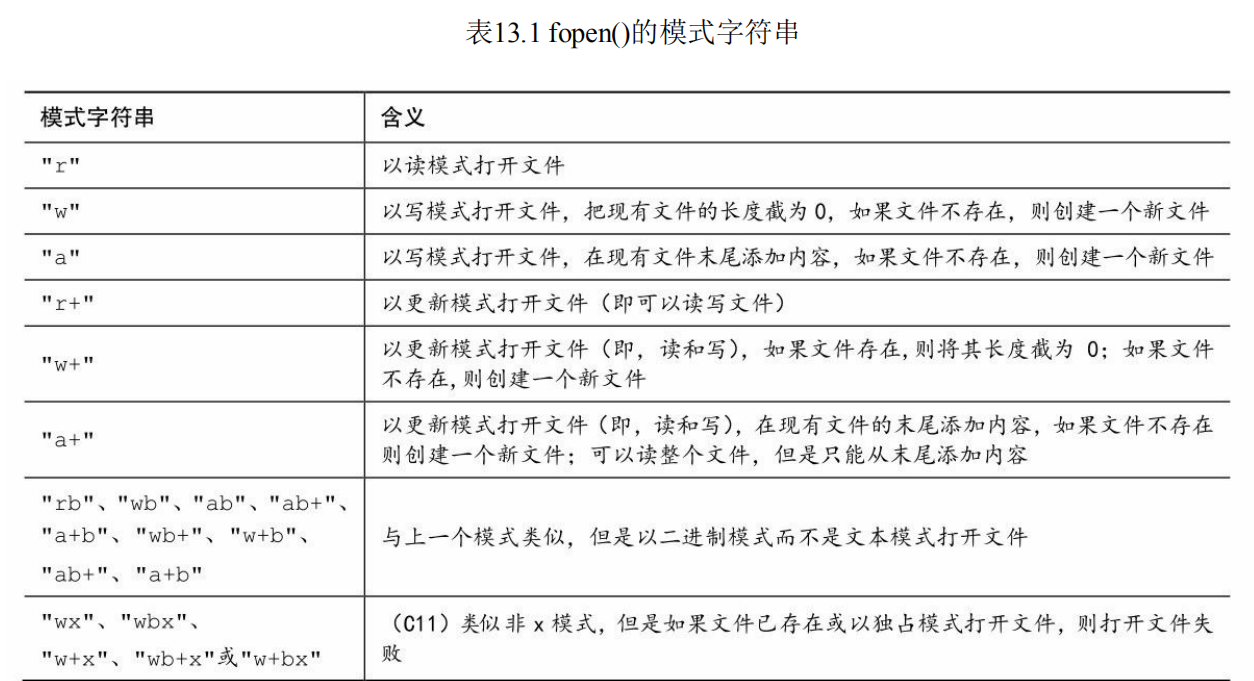 表13.1 fopen()的模式字符串
模式字符串 含义
"r" 以读模式打开文件
"w" 以写模式打开文件，把现有文件的长度截为 0，如果文件不存在，则创建一个新文件
"a" 以写模式打开文件，在现有文件末尾添加内容，如果文件不存在，则创建一个新文件
"r+" 以更新模式打开文件（即可以读写文件）
"w+" 以更新模式打开文件（即，读和写），如果文件存在,则将其长度截为 0；如果文件
不存在,则创建一个新文件
"a+" 以更新模式打开文件（即，读和写），在现有文件的末尾添加内容，如果文件不存在
则创建一个新文件；可以读整个文件，但是只能从末尾添加内容
"rb"、"wb"、"ab"、"ab+"、
"a+b"、"wb+"、"w+b"、
"ab+"、"a+b"
与上一个模式类似，但是以二进制模式而不是文本模式打开文件
"wx"、"wbx"、
"w+x"、"wb+x"或"w+bx"
（C11）类似非 x 模式，但是如果文件已存在或以独占模式打开文件，则打开文件失
败